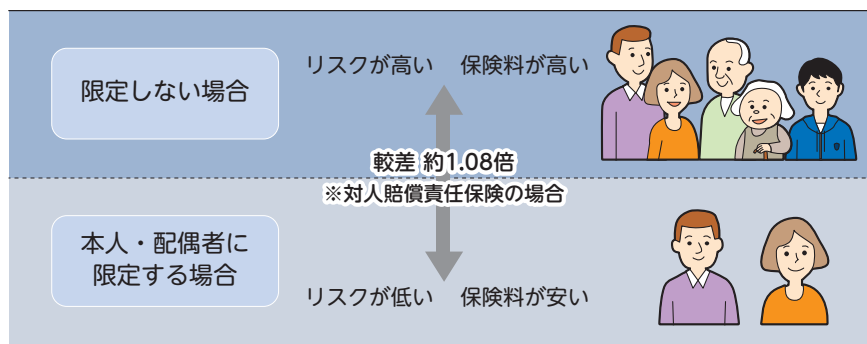 限定しない場合
リスクが高い 保険料が高い
較差 約1.08倍
※対人賠償責任保険の場合
本人・配偶者に
限定する場合
リスクが低い 保険料が安い